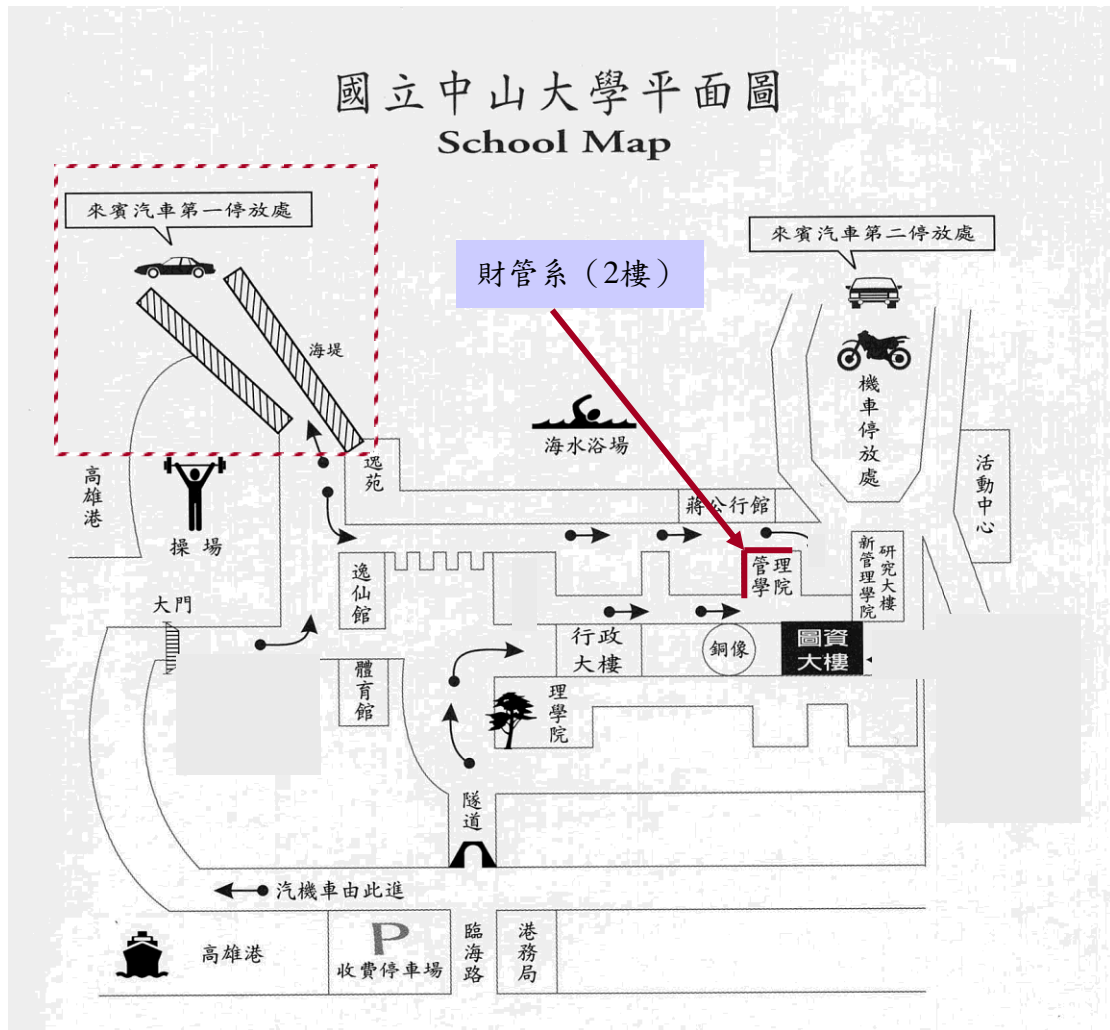 國立中山大學平面圖
School Map
來賓汽車第一停放處
來賓汽車第二停放處
財管系（2樓）
海堤
機車停放處
海水浴場
逸苑
高雄港
操場
活動中心
蔣公行館
新管理學院
研究大樓
管理
學院
逸仙館
大門
行政
大樓
銅像
圖資
大樓
體育館
理學院
隧道
汽機車由此進
高雄港
P
收費停車場
臨海路
港務局